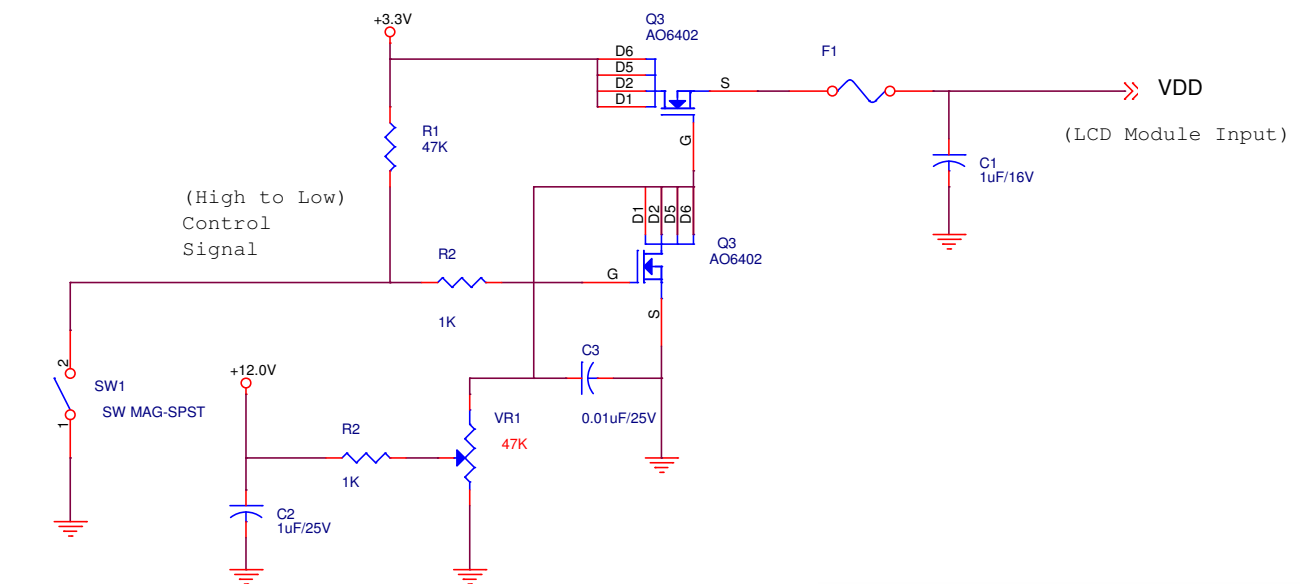 +3.3V
Q3
AO6402
F1
D6
D5
D2
D1
S
G
VDD
(LCD Module Input)
R1
47K
C1
1uF/16V
(High to Low)
Control
Signal
D1
D2
D5
D6
Q3
AO6402
R2
1K
G
S
C3
0.01uF/25V
2
SW1
SW MAG-SPST
1
+12.0V
R2
1K
VR1
47K
C2
1uF/25V